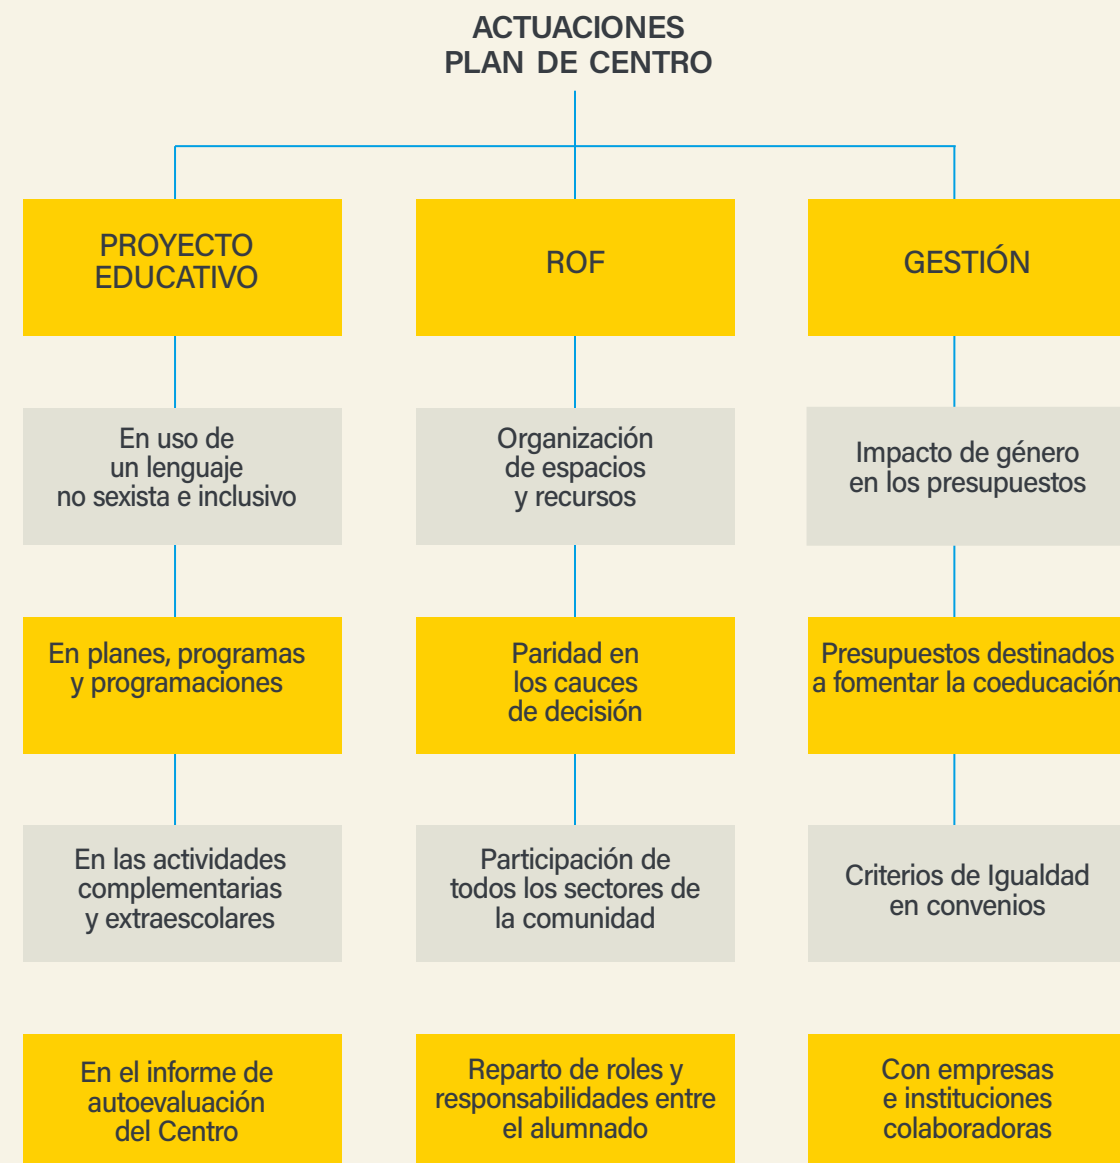 ACTUACIONES
PLAN DE CENTRO
PROYECTO
EDUCATIVO
ROF
GESTIÓN
En uso de
un lenguaje
no sexista e inclusivo
Organización
de espacios
y recursos
Impacto de género
en los presupuestos
En planes, programas
y programaciones
Paridad en
los cauces
de decisión
Presupuestos destinados
a fomentar la coeducación
En las actividades
complementarias
y extraescolares
Participación de
todos los sectores de
la comunidad
Criterios de Igualdad
en convenios
En el informe de
autoevaluación
del Centro
Reparto de roles y
responsabilidades entre
el alumnado
Con empresas
e instituciones
colaboradoras